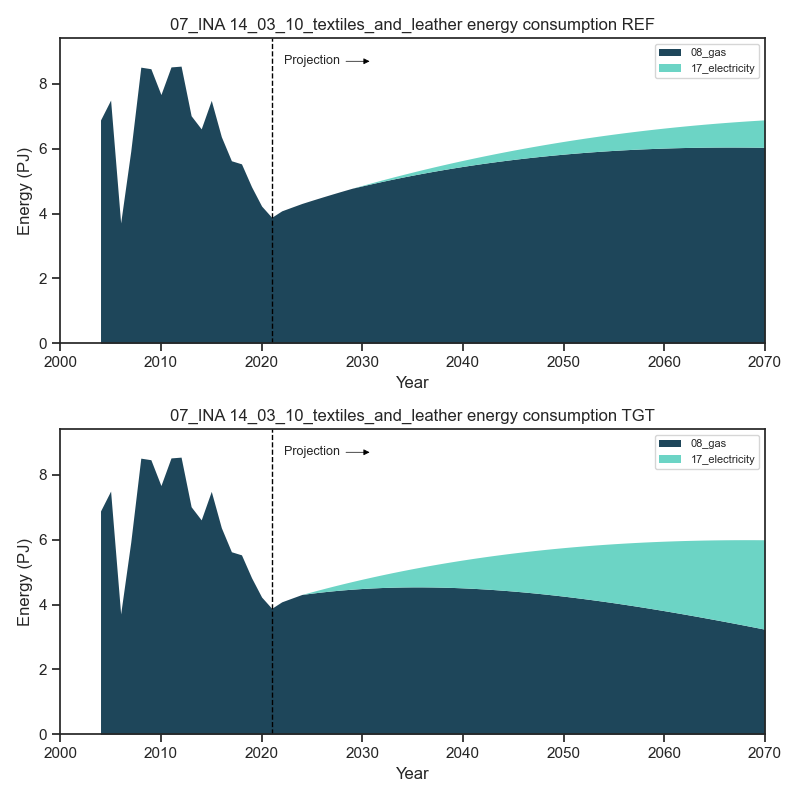 07_INA 14_03_10_textiles_and_leather energy consumption REF
Projection
08_gas
17_electricity
8
6
4
2
0
Energy (PJ)
2000 2010 2020 2030 2040 2050 2060 2070
Year
07_INA 14_03_10_textiles_and_leather energy consumption TGT
Projection
08_gas
17_electricity
8
6
4
2
0
Energy (PJ)
2000 2010 2020 2030 2040 2050 2060 2070
Year